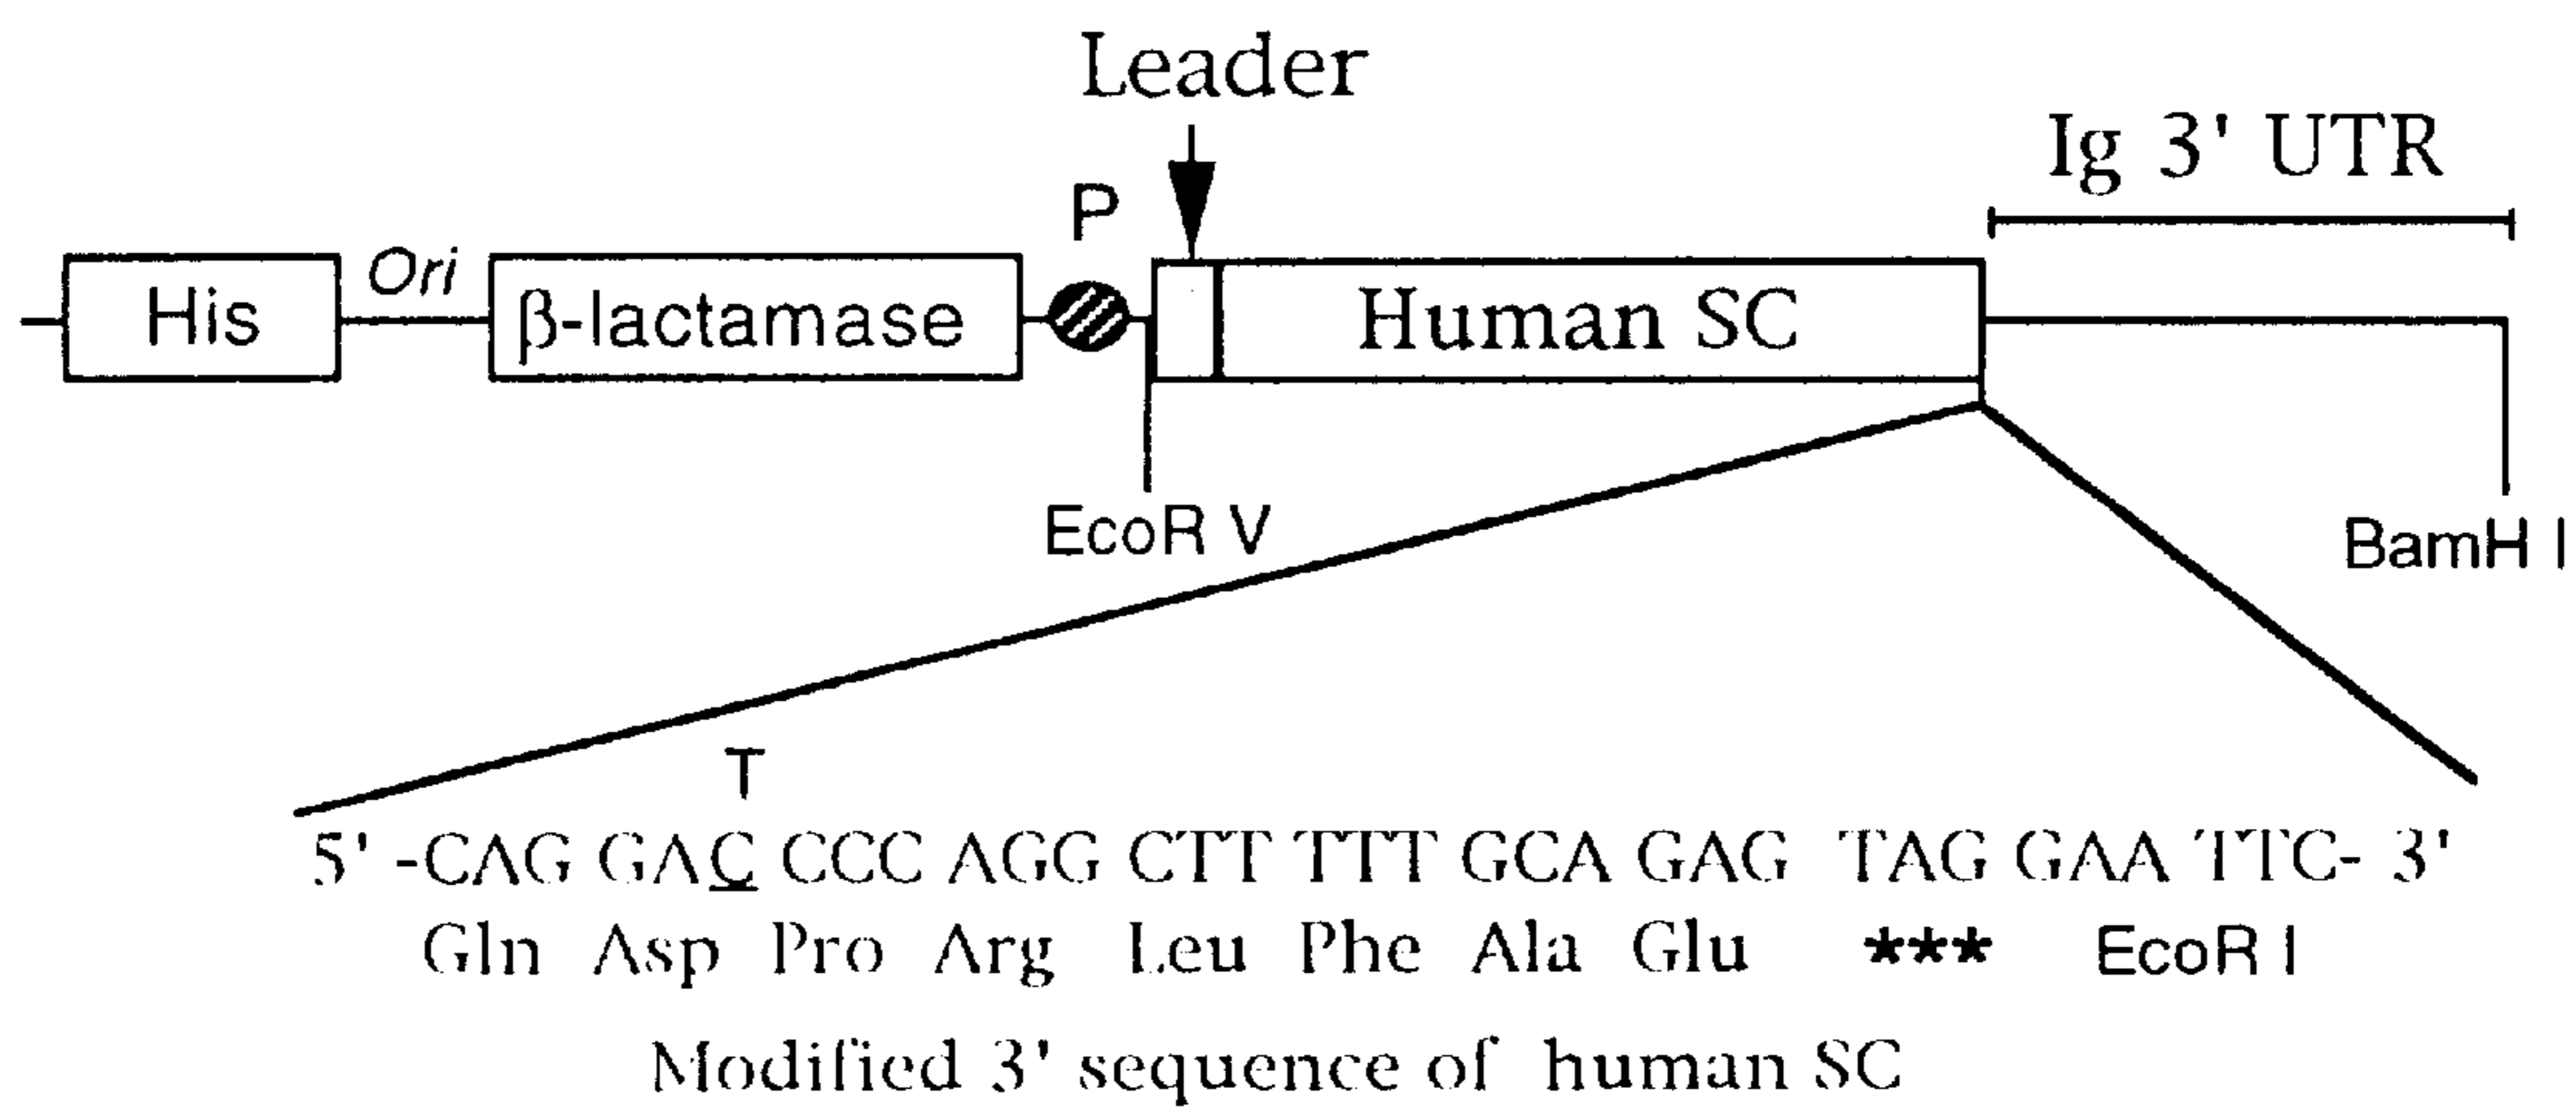 Leader
Ig 3' UTR
P
His
Ori
β-lactamase
Human SC
EcoR V
BamH I
T
5' -CAG GAC CCC AGG CTT TTT GCA GAG TAG GAA TTC- 3'
Gln Asp Pro Arg Leu Phe Ala Glu *** EcoR I
Modified 3' sequence of human SC